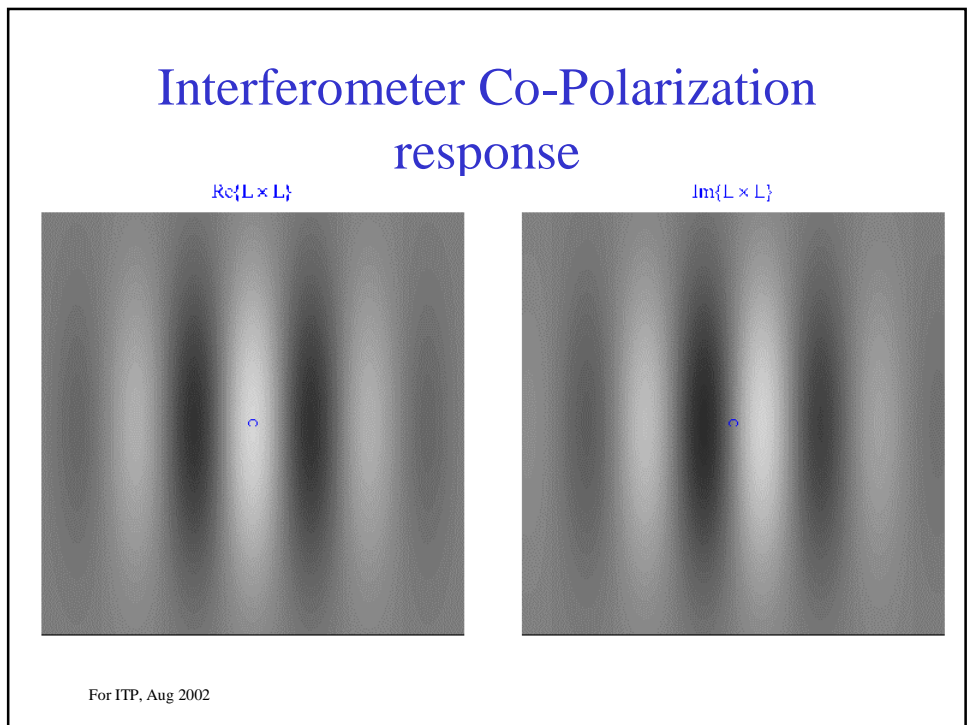 Interferometer Co-Polarization
response
Re{L × L}
Im{L × L}
For ITP, Aug 2002